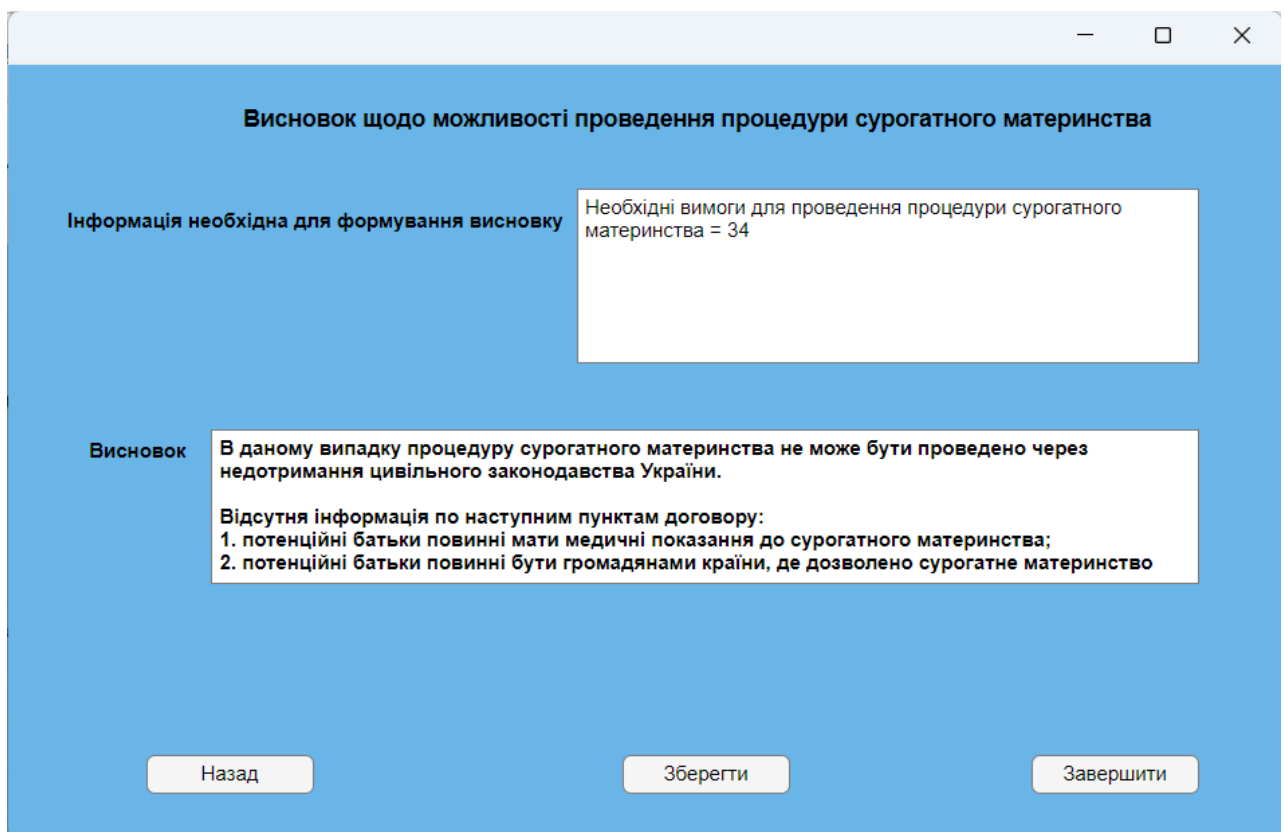 Висновок щодо можливості проведення процедури сурогатного материнства
Інформація необхідна для формування висновку
Необхідні вимоги для проведення процедури сурогатного
материнства = 34
Висновок
В даному випадку процедуру сурогатного материнства не може бути проведено через
недотримання цивільного законодавства України.
Відсутня інформація по наступним пунктам договору:
1. потенційні батьки повинні мати медичні показання до сурогатного материнства;
2. потенційні батьки повинні бути громадянами країни, де дозволено сурогатне материнство
Назад
Зберегти
Завершити